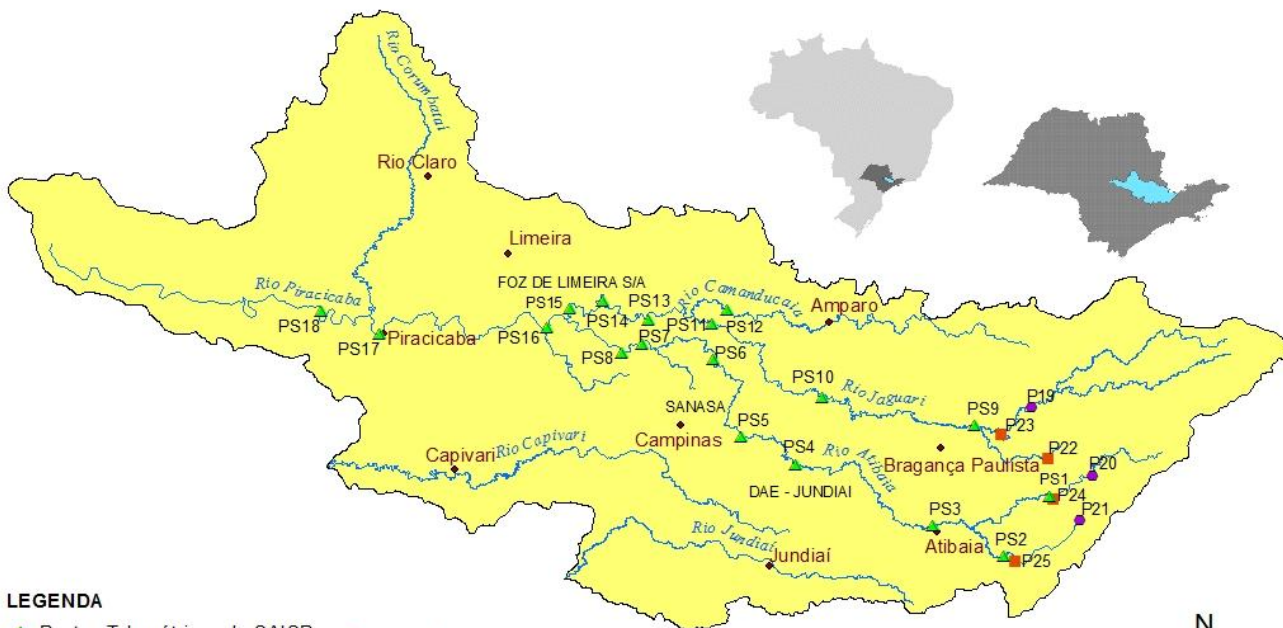 Rio Corumbataí
Rio Claro
Limeira
FOZ DE LIMEIRA S/A
Rio Piracicaba
PS18
PS17
Piracicaba
PS16
PS15
PS14
PS13
Rio Camanducaia
Amparo
PS11
PS12
PS8
PS7
PS6
PS10
Rio Jaguari
P19
PS9
P23
SANASA
Campinas
PS5
PS4
Rio Atibaia
Bragança Paulista
P22
P20
DAE - JUNDIAI
PS1
P24
P21
Capivari
Rio Capivari
PS3
Atibaia
PS2
P25
Rio Jundiaí
Jundiaí
LEGENDA
N